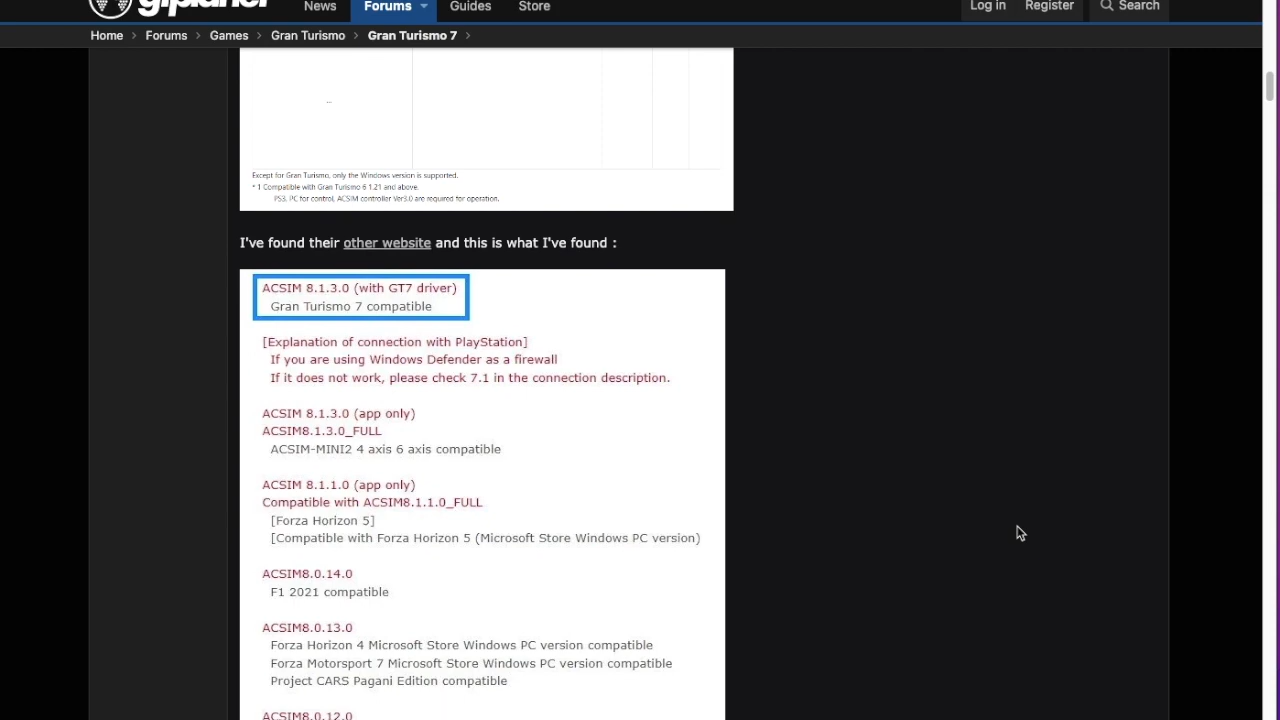 gtplanet
News
Forums
Guides
Store
Log in
Register
Search
Home > Forums > Games > Gran Turismo > Gran Turismo 7 >
..
Except for Gran Turismo, only the Windows version is supported.
* 1 Compatible with Gran Turismo 6 1.21 and above.
PS3, PC for control, ACSIM controller Ver3.0 are required for operation.
I've found their other website and this is what I've found :
ACSIM 8.1.3.0 (with GT7 driver)
Gran Turismo 7 compatible
[Explanation of connection with PlayStation]
If you are using Windows Defender as a firewall
If it does not work, please check 7.1 in the connection description.
ACSIM 8.1.3.0 (app only)
ACSIM8.1.3.0_FULL
ACSIM-MINI2 4 axis 6 axis compatible
ACSIM 8.1.1.0 (app only)
Compatible with ACSIM8.1.1.0_FULL
[Forza Horizon 5]
[Compatible with Forza Horizon 5 (Microsoft Store Windows PC version)
ACSIM8.0.14.0
F1 2021 compatible
ACSIM8.0.13.0
Forza Horizon 4 Microsoft Store Windows PC version compatible
Forza Motorsport 7 Microsoft Store Windows PC version compatible
Project CARS Pagani Edition compatible
ACSIM8.0.12.0